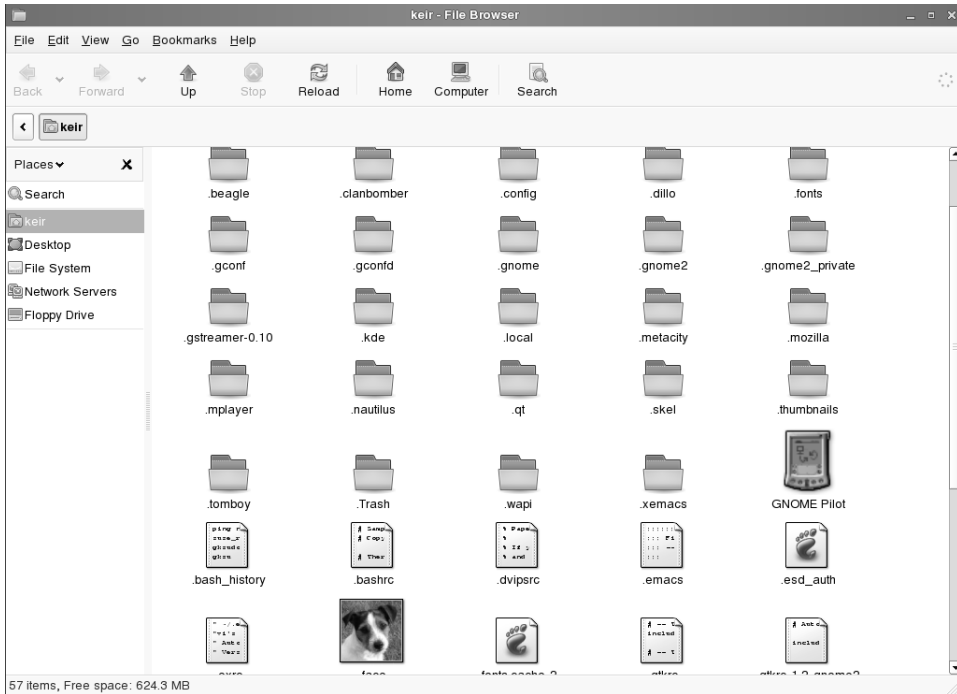 keir - File Browser
File Edit View Go Bookmarks Help
Back Forward Up Stop Reload Home Computer Search
keir
Places
Search
keir
Desktop
File System
Network Servers
Floppy Drive
.beagle .clanbomber .config .dillo .fonts
.gconf .gconfd .gnome .gnome2 .gnome2_private
.gstreamer-0.10 .kde .local .metacity .mozilla
.mplayer .nautilus .qt .skel .thumbnails
.tomboy .Trash .wapi .xemacs GNOME Pilot
.bash_history .bashrc .dvipsrc .emacs .esd_auth
57 items, Free space: 624.3 MB